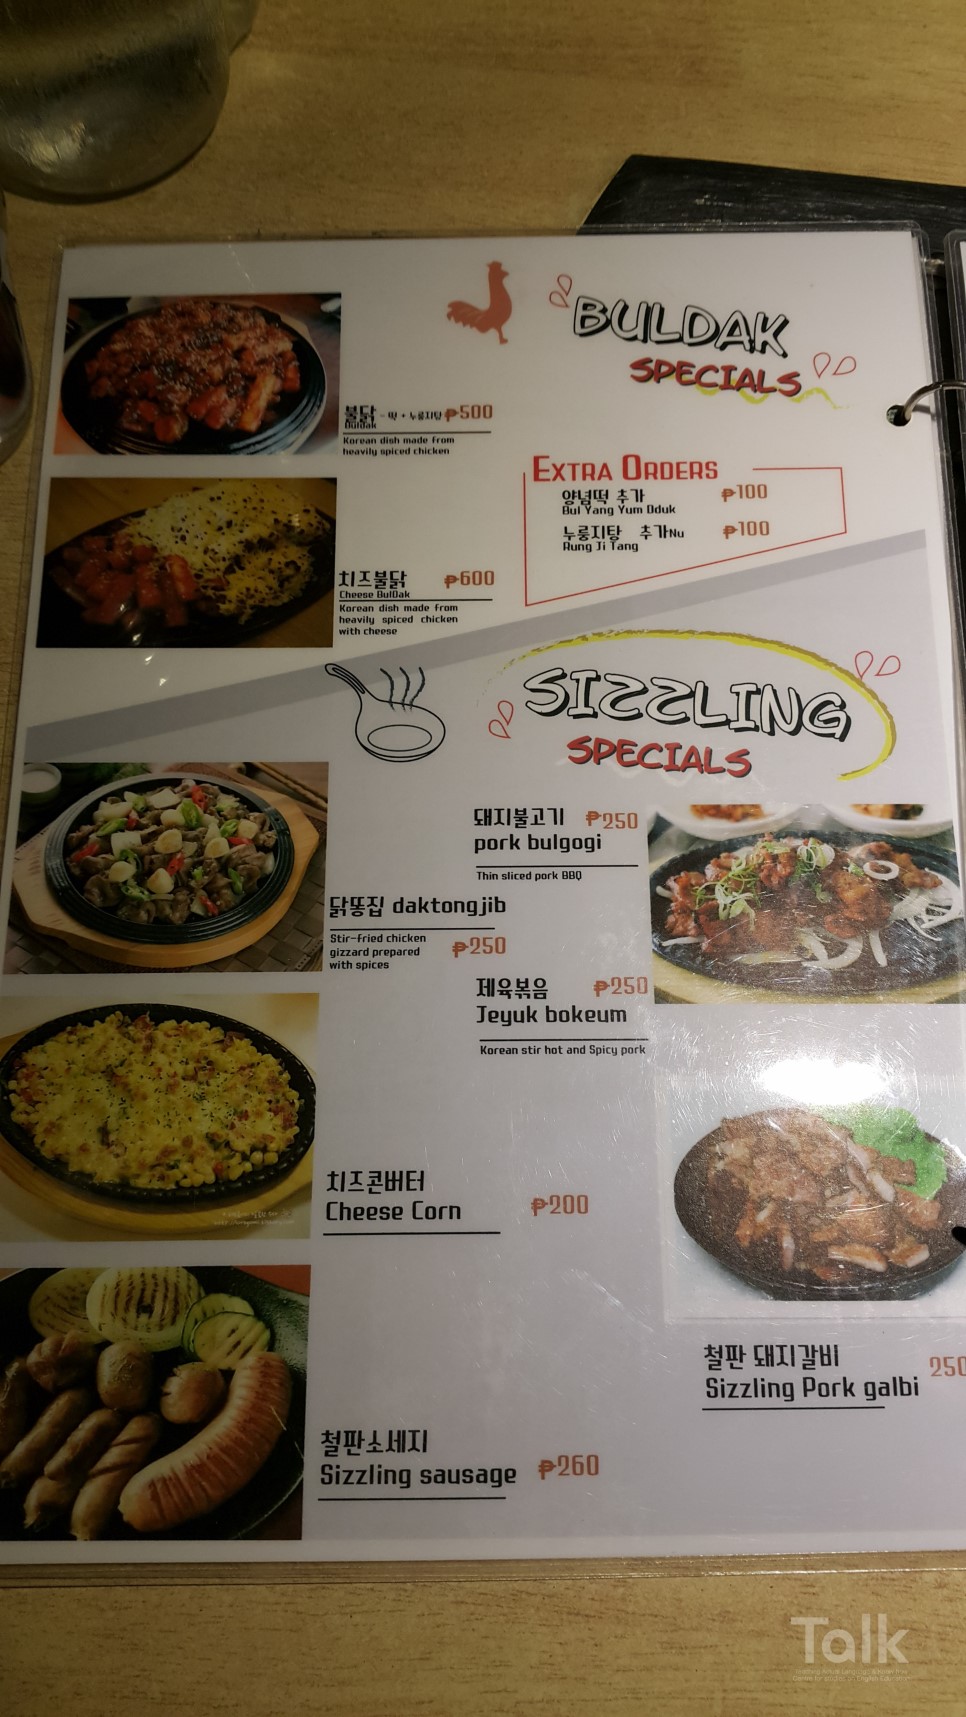 BULDAK
SPECIALS
불닭 - 떡 + 누룽지탕 ₱500
BulDak
Korean dish made from
heavily spiced chicken
EXTRA ORDERS
양념떡 추가 ₱100
Bul Yang Yum Dduk
누룽지탕 추가Nu ₱100
Rung Ji Tang
치즈불닭 ₱600
Cheese BulDak
Korean dish made from
heavily spiced chicken
with cheese
SIZZLING
SPECIALS
돼지불고기 ₱250
pork bulgogi
Thin sliced pork BBQ
닭똥집 daktongjib
Stir-fried chicken
gizzard prepared
with spices
₱250
제육볶음 ₱250
Jeyuk bokeum
Korean stir hot and Spicy pork
치즈콘버터
Cheese Corn ₱200
철판 돼지갈비 250
Sizzling Pork galbi
철판소세지
Sizzling sausage ₱260
Talk